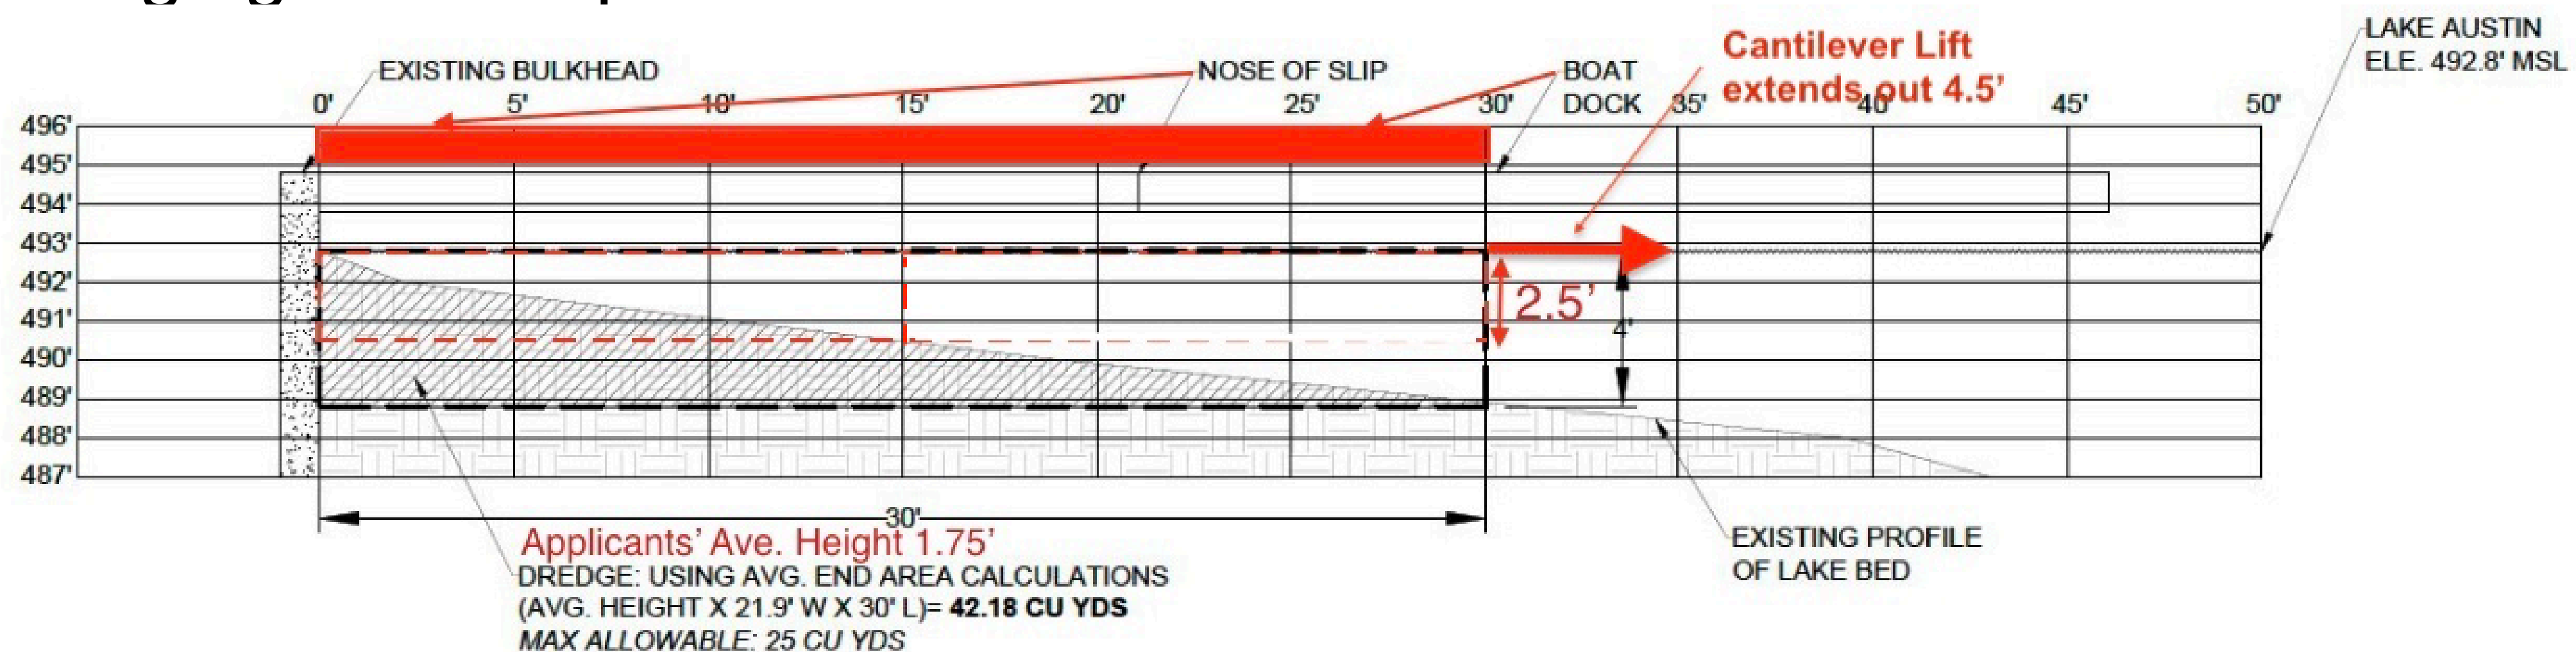 EXISTING BULKHEAD
NOSE OF SLIP
BOAT
DOCK
Cantilever Lift
extends out 4.5’
LAKE AUSTIN
ELE. 492.8' MSL
0' 5' 10' 15' 20' 25' 30' 35' 40' 45' 50'
496'
495'
494'
493'
492'
491'
490'
489'
488'
487'
2.5’
4'
30'
Applicants’ Ave. Height 1.75’
DREDGE: USING AVG. END AREA CALCULATIONS
(AVG. HEIGHT X 21.9' W X 30' L)= 42.18 CU YDS
MAX ALLOWABLE: 25 CU YDS
EXISTING PROFILE
OF LAKE BED